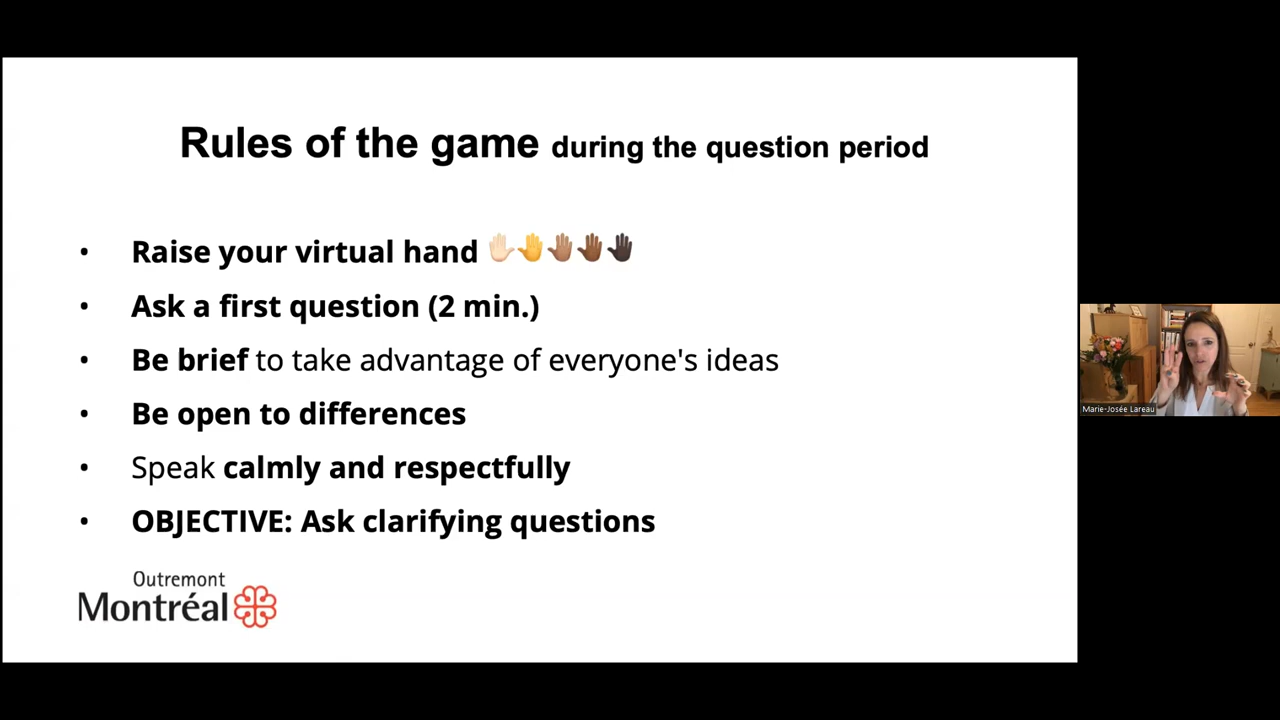 Rules of the game during the question period
• Raise your virtual hand 🖐🏻🖐🖐🏽🖐🏾🖐🏿
• Ask a first question (2 min.)
• Be brief to take advantage of everyone's ideas
• Be open to differences
• Speak calmly and respectfully
• OBJECTIVE: Ask clarifying questions
Outremont
Montréal
Marie-Josée Lareau